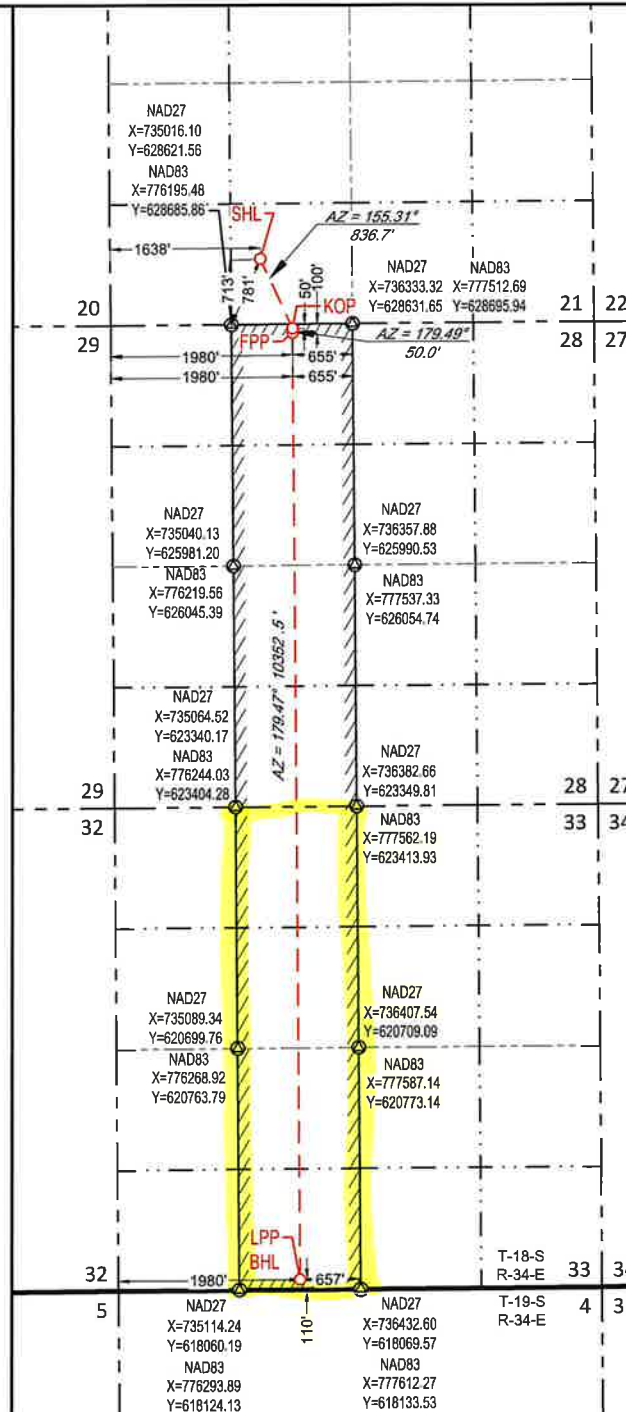 NAD27
X=735016.10
Y=628621.56
NAD83
X=776195.48
Y=628685.86
SHL
AZ = 155.31°
836.7'
1638'
713'
781'
50'
100'
KOP
NAD27
X=736333.32
Y=628631.65
NAD83
X=777512.69
Y=628695.94
20
21
22
29
28
27
FPP
AZ = 179.49°
50.0'
1980'
655'
1980'
655'
NAD27
X=735040.13
Y=625981.20
NAD83
X=776219.56
Y=626045.39
NAD27
X=736357.88
Y=625990.53
NAD83
X=777537.33
Y=626054.74
AZ = 179.47° 10352.5'
NAD27
X=735064.52
Y=623340.17
NAD83
X=776244.03
Y=623404.28
NAD27
X=736382.66
Y=623349.81
NAD83
X=777562.19
Y=623413.93
29
28
27
32
33
34
NAD27
X=735089.34
Y=620699.76
NAD83
X=776268.92
Y=620763.79
NAD27
X=736407.54
Y=620709.09
NAD83
X=777587.14
Y=620773.14
LPP
BHL
32
1980'
657'
T-18-S
R-34-E
33
34
5
110'
T-19-S
R-34-E
4
3
NAD27
X=735114.24
Y=618060.19
NAD83
X=776293.89
Y=618124.13
NAD27
X=736432.60
Y=618069.57
NAD83
X=777612.27
Y=618133.53